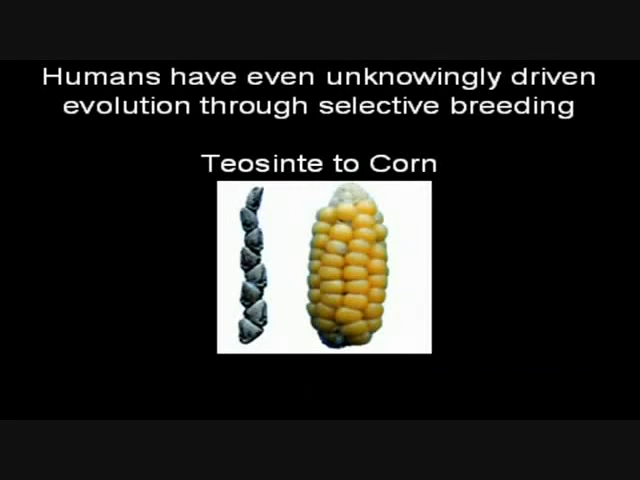 Humans have even unknowingly driven
evolution through selective breeding
Teosinte to Corn